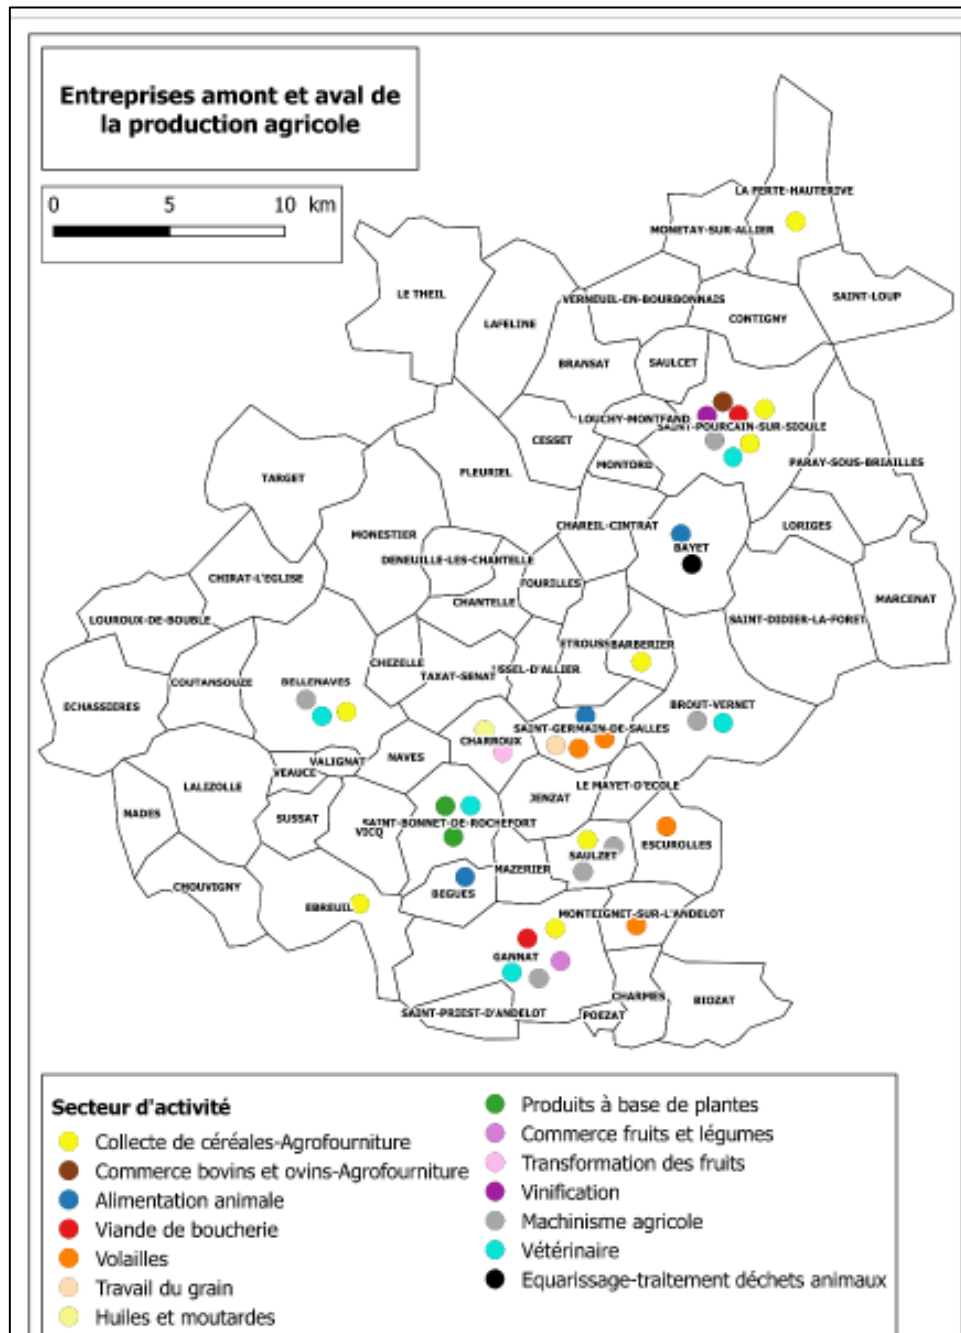 Entreprises amont et aval de
la production agricole
0 5 10 km
LA FERTE-HAUTERIVE
MONETAY-SUR-ALLIER
LE THEIL
SAINT-LOUP
VERNEUIL-EN-BOURBONNAIS
CONTIGNY
LAFELINE
BRANSAT
SAULCET
LOUCHY-MONTFAND
SAINT-POURCAIN-SUR-SIOULE
CESSET
MONTORD
PARAY-SOUS-BRIAILLES
FLEURIEL
TARGET
CHAREIL-CINTRAT
LORIGES
MONESTIER
BAYET
DENEUILLE-LES-CHANTELLE
CHIRAT-L'EGLISE
FOURILLES
CHANTELLE
MARCENAT
LOUROUX-DE-BOUBLE
SAINT-DIDIER-LA-FORET
ETROUSSE
BARBERIER
CHEZELLE
TAXAT-SENAT
USSEL-D'ALLIER
COUTANSOUZE
BELLENAVES
ECHASSIERES
BROUT-VERNET
SAINT-GERMAIN-DE-SALLES
CHARROUX
NAVES
VALIGNAT
VEAUCE
LALIZOLLE
LE MAYET-D'ECOLE
JENZAT
NADES
SUSSAT
SAINT-BONNET-DE-ROCHEFORT
VICQ
ESCUROLLES
SAULZET
MAZERIER
CHOUVIGNY
BEGUES
EBREUIL
MONTEIGNET-SUR-L'ANDELOT
GANNAT
CHARMES
BIOZAT
SAINT-PRIEST-D'ANDELOT
POEZAT
Secteur d'activité
Collecte de céréales-Agrofourniture
Commerce bovins et ovins-Agrofourniture
Alimentation animale
Viande de boucherie
Volailles
Travail du grain
Huiles et moutardes
Produits à base de plantes
Commerce fruits et légumes
Transformation des fruits
Vinification
Machinisme agricole
Vétérinaire
Equarissage-traitement déchets animaux